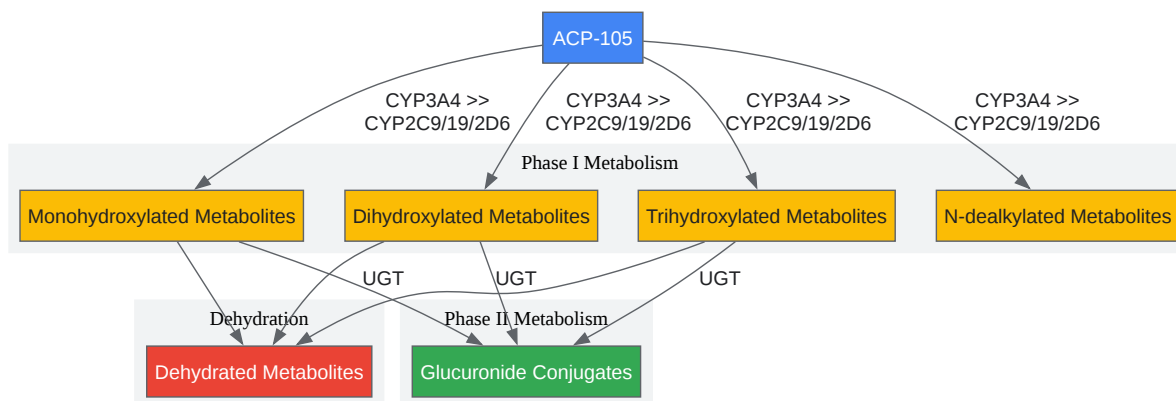 ACP-105
CYP3A4 >>
CYP2C9/19/2D6
CYP3A4 >>
CYP2C9/19/2D6
CYP3A4 >>
CYP2C9/19/2D6
CYP3A4 >>
CYP2C9/19/2D6
Phase I Metabolism
Monohydroxylated Metabolites
Dihydroxylated Metabolites
Trihydroxylated Metabolites
N-dealkylated Metabolites
UGT
UGT
UGT
Dehydration
Phase II Metabolism
Dehydrated Metabolites
Glucuronide Conjugates